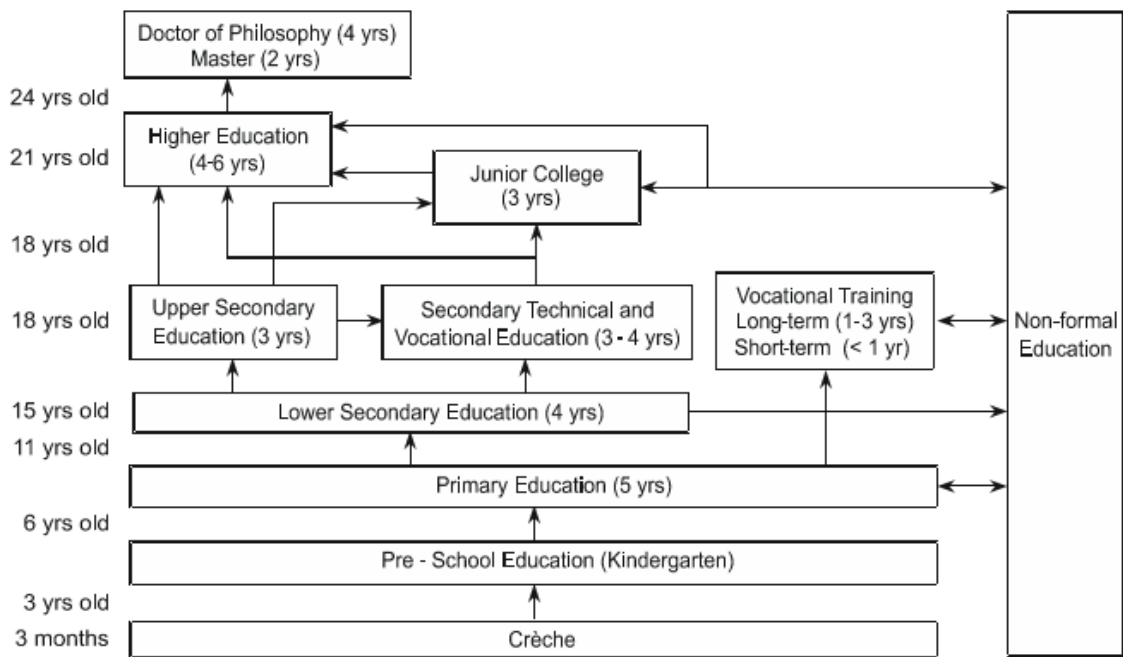 Doctor of Philosophy (4 yrs)
Master (2 yrs)
24 yrs old
Higher Education
(4-6 yrs)
21 yrs old
Junior College
(3 yrs)
18 yrs old
Upper Secondary
Education (3 yrs)
18 yrs old
Secondary Technical and
Vocational Education (3 - 4 yrs)
Vocational Training
Long-term (1-3 yrs)
Short-term (< 1 yr)
Non-formal
Education
15 yrs old
Lower Secondary Education (4 yrs)
11 yrs old
Primary Education (5 yrs)
6 yrs old
Pre - School Education (Kindergarten)
3 yrs old
3 months
Crèche